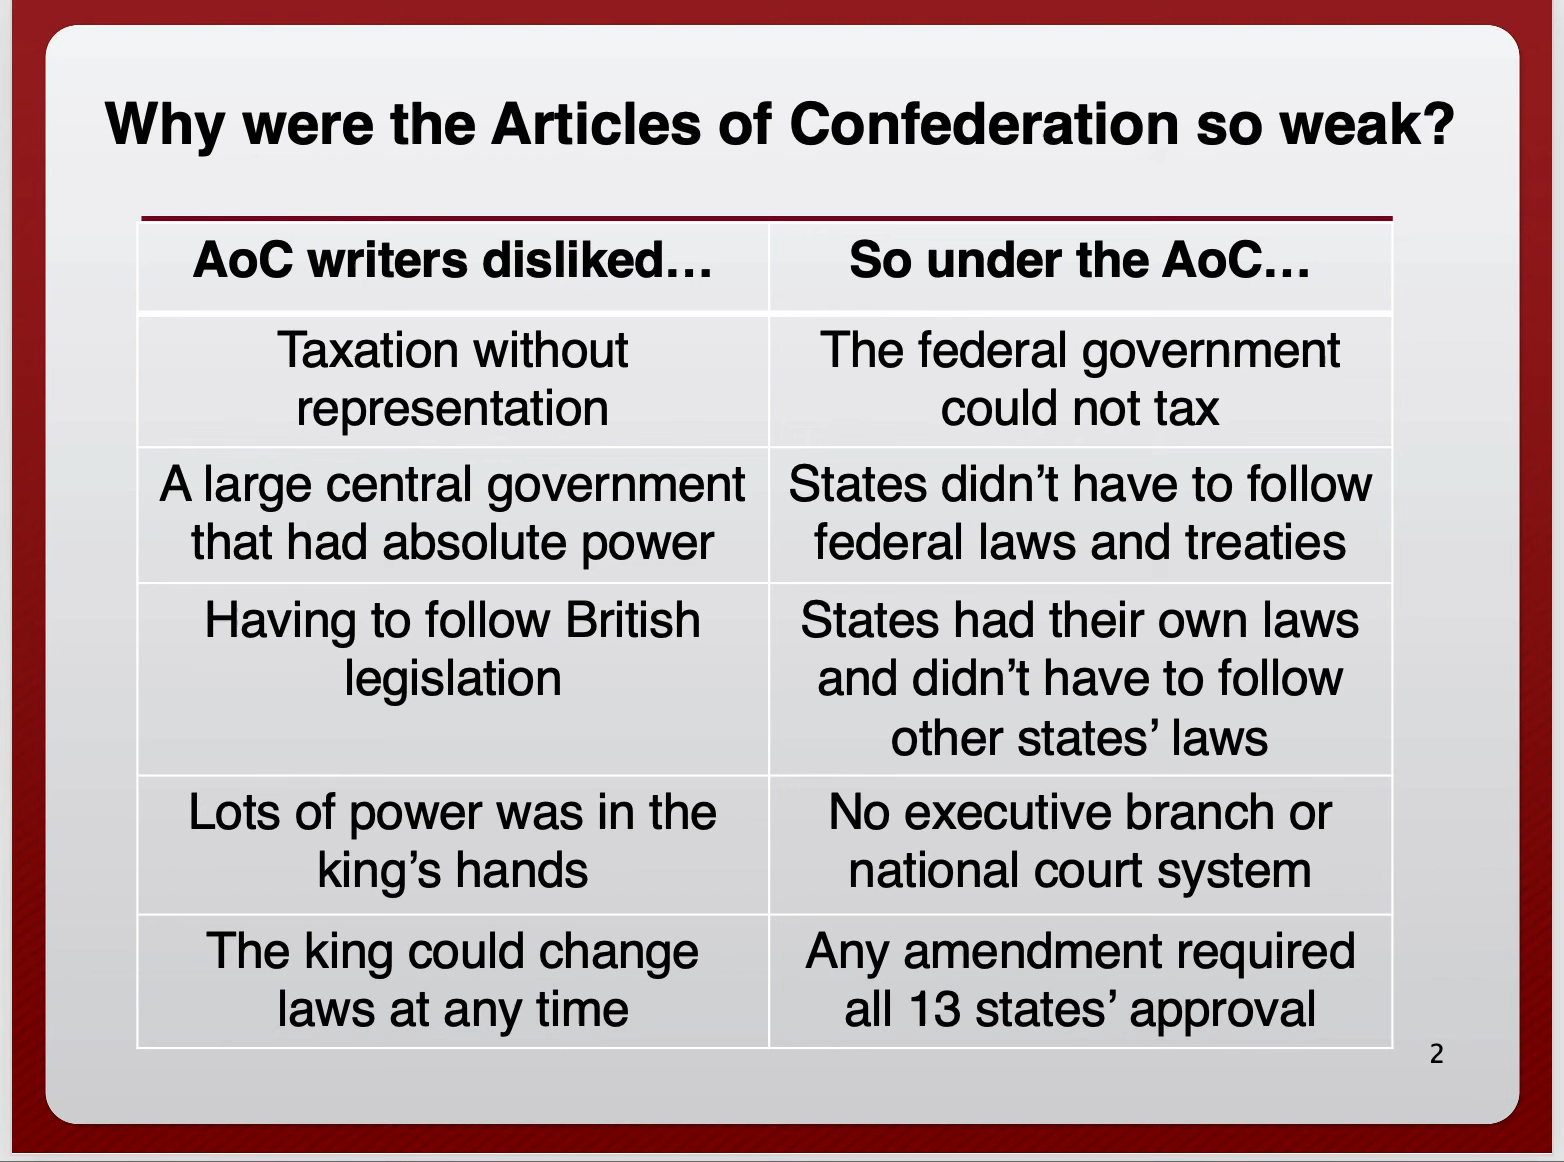 Why were the Articles of Confederation so weak?
AoC writers disliked…
So under the AoC…
Taxation without
representation
The federal government
could not tax
A large central government
that had absolute power
States didn’t have to follow
federal laws and treaties
Having to follow British
legislation
States had their own laws
and didn’t have to follow
other states’ laws
Lots of power was in the
king’s hands
No executive branch or
national court system
The king could change
laws at any time
Any amendment required
all 13 states’ approval
2